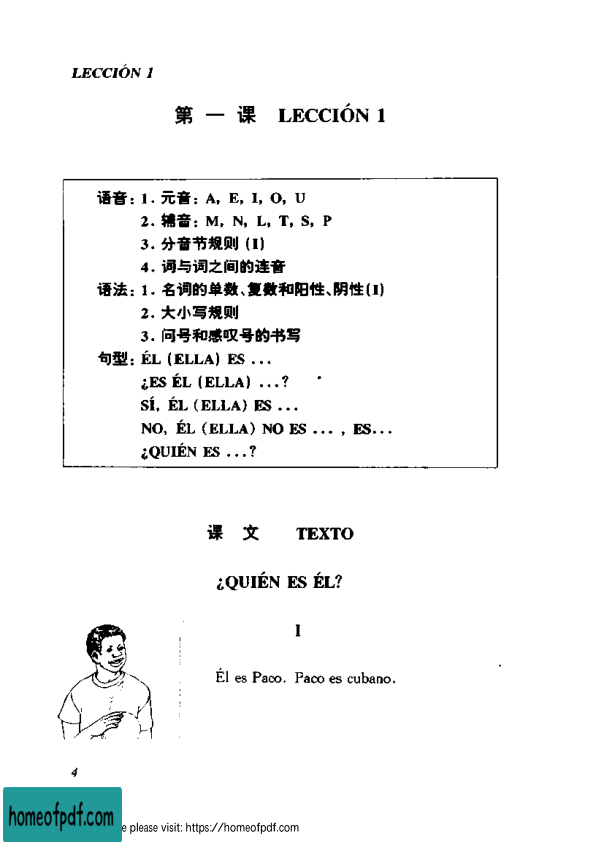 LECCIÓN 1
第 一 课 LECCIÓN 1
语音: 1. 元音: A, E, I, O, U
2. 辅音: M, N, L, T, S, P
3. 分音节规则 (I)
4. 词与词之间的连音
语法: 1. 名词的单数、复数和阳性、阴性(I)
2. 大小写规则
3. 问号和感叹号的书写
句型: ÉL (ELLA) ES ...
¿ES ÉL (ELLA) ...?
SÍ, ÉL (ELLA) ES ...
NO, ÉL (ELLA) NO ES ... , ES...
¿QUIÉN ES ...?
课 文 TEXTO
¿QUIÉN ES ÉL?
I
Él es Paco. Paco es cubano.
4
homeofpdf.com
e please visit: https://homeofpdf.com